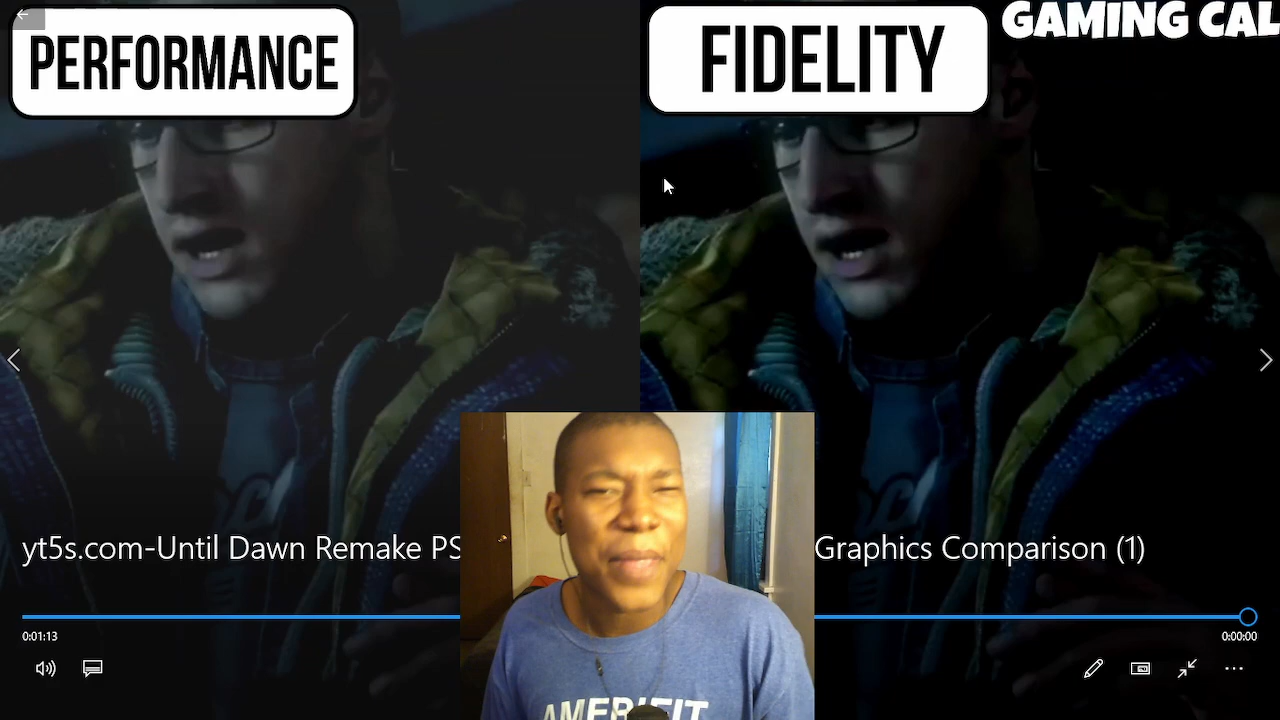 PERFORMANCE
FIDELITY
GAMING CAL
yt5s.com-Until Dawn Remake PS
Graphics Comparison (1)
0:01:13
0:00:00
AMERIFIT